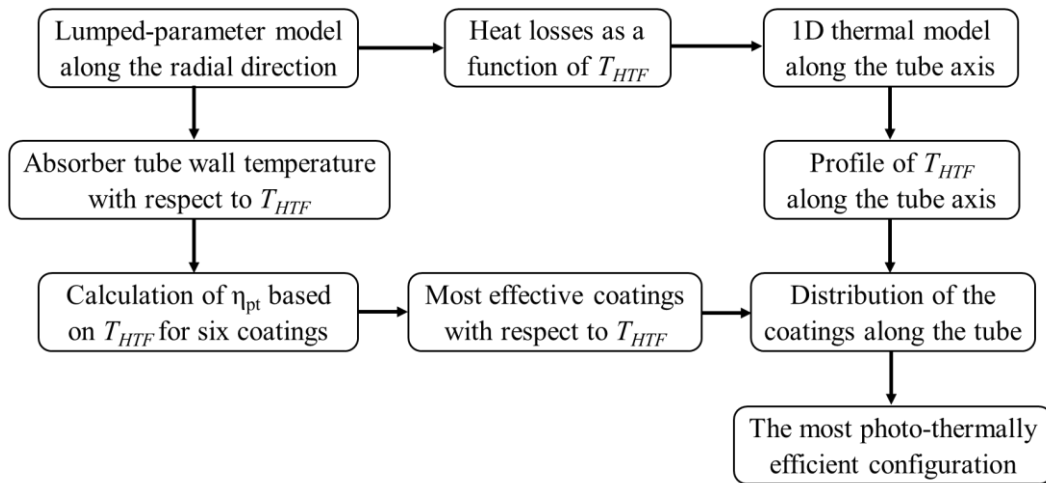 Lumped-parameter model
along the radial direction
Heat losses as a
function of T_HTF
1D thermal model
along the tube axis
Absorber tube wall temperature
with respect to T_HTF
Profile of T_HTF
along the tube axis
Calculation of η_pt based
on T_HTF for six coatings
Most effective coatings
with respect to T_HTF
Distribution of the
coatings along the tube
The most photo-thermally
efficient configuration